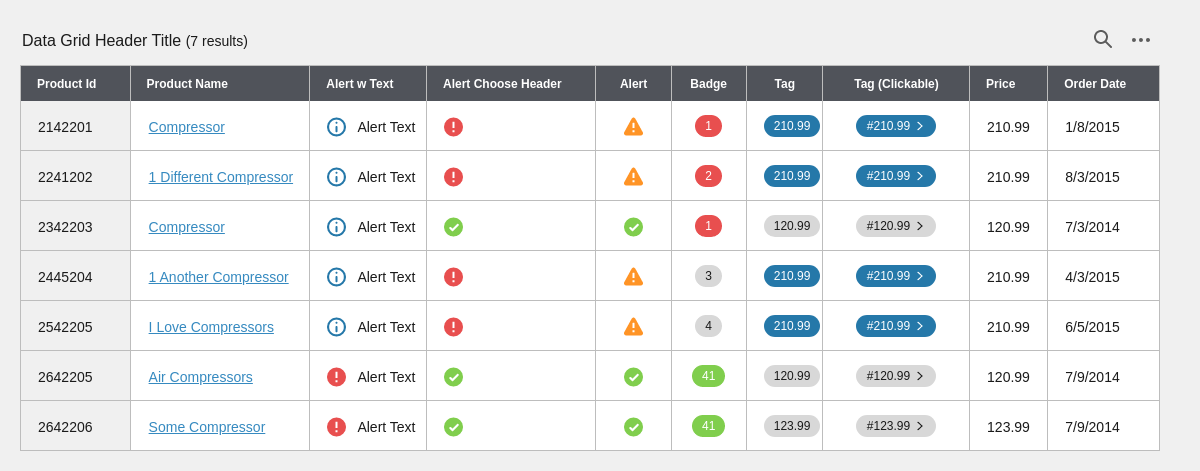 Data Grid Header Title (7 results)
Product Id Product Name Alert w Text Alert Choose Header Alert Badge Tag Tag (Clickable) Price Order Date
2142201 Compressor Alert Text 1 210.99 #210.99 210.99 1/8/2015
2241202 1 Different Compressor Alert Text 2 210.99 #210.99 210.99 8/3/2015
2342203 Compressor Alert Text 1 120.99 #120.99 120.99 7/3/2014
2445204 1 Another Compressor Alert Text 3 210.99 #210.99 210.99 4/3/2015
2542205 I Love Compressors Alert Text 4 210.99 #210.99 210.99 6/5/2015
2642205 Air Compressors Alert Text 41 120.99 #120.99 120.99 7/9/2014
2642206 Some Compressor Alert Text 41 123.99 #123.99 123.99 7/9/2014